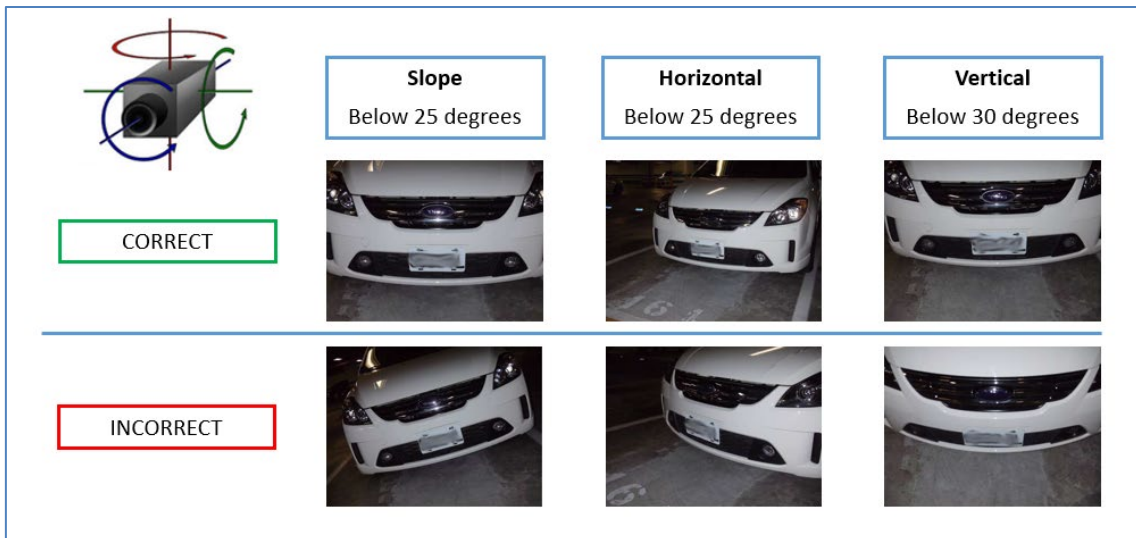 Slope
Below 25 degrees
Horizontal
Below 25 degrees
Vertical
Below 30 degrees
CORRECT
INCORRECT